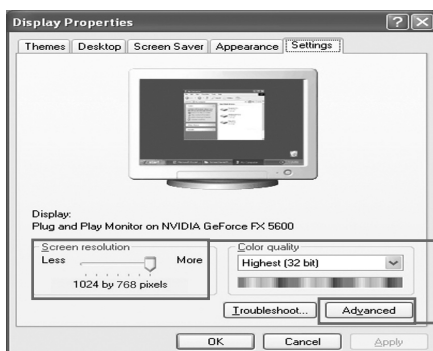 Display Properties
Themes Desktop Screen Saver Appearance Settings
Display:
Plug and Play Monitor on NVIDIA GeForce FX 5600
Screen resolution
Less More
1024 by 768 pixels
Color quality
Highest (32 bit)
Troubleshoot... Advanced
OK Cancel Apply